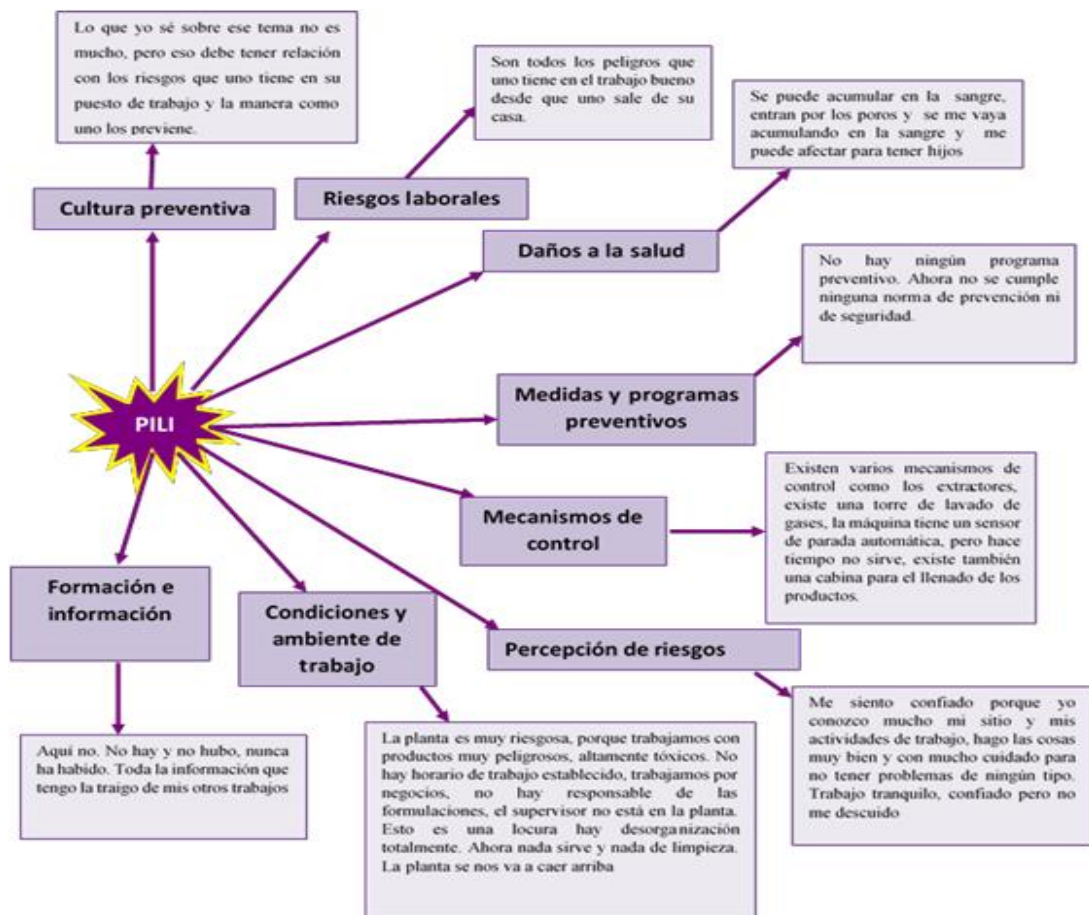 Lo que yo sé sobre ese tema no es
mucho, pero eso debe tener relación
con los riesgos que uno tiene en su
puesto de trabajo y la manera como
uno los previene.
Son todos los peligros que
uno tiene en el trabajo bueno
desde que uno sale de su
casa.
Se puede acumular en la sangre,
entran por los poros y se me vaya
acumulando en la sangre y me
puede afectar para tener hijos
Cultura preventiva
Riesgos laborales
Daños a la salud
No hay ningún programa
preventivo. Ahora no se cumple
ninguna norma de prevención ni
de seguridad.
Medidas y programas
preventivos
PILI
Existen varios mecanismos de
control como los extractores,
existe una torre de lavado de
gases, la máquina tiene un sensor
de parada automática, pero hace
tiempo no sirve, existe también
una cabina para el llenado de los
productos.
Mecanismos de
control
Formación e
información
Condiciones y
ambiente de
trabajo
Percepción de riesgos
Aquí no. No hay y no hubo, nunca
ha habido. Toda la información que
tengo la traigo de mis otros trabajos
La planta es muy riesgosa, porque trabajamos con
productos muy peligrosos, altamente tóxicos. No
hay horario de trabajo establecido, trabajamos por
negocios, no hay responsable de las
formulaciones, el supervisor no está en la planta.
Esto es una locura hay desorganización
totalmente. Ahora nada sirve y nada de limpieza.
La planta se nos va a caer arriba
Me siento confiado porque yo
conozco mucho mi sitio y mis
actividades de trabajo, hago las cosas
muy bien y con mucho cuidado para
no tener problemas de ningún tipo.
Trabajo tranquilo, confiado pero no
me descuido